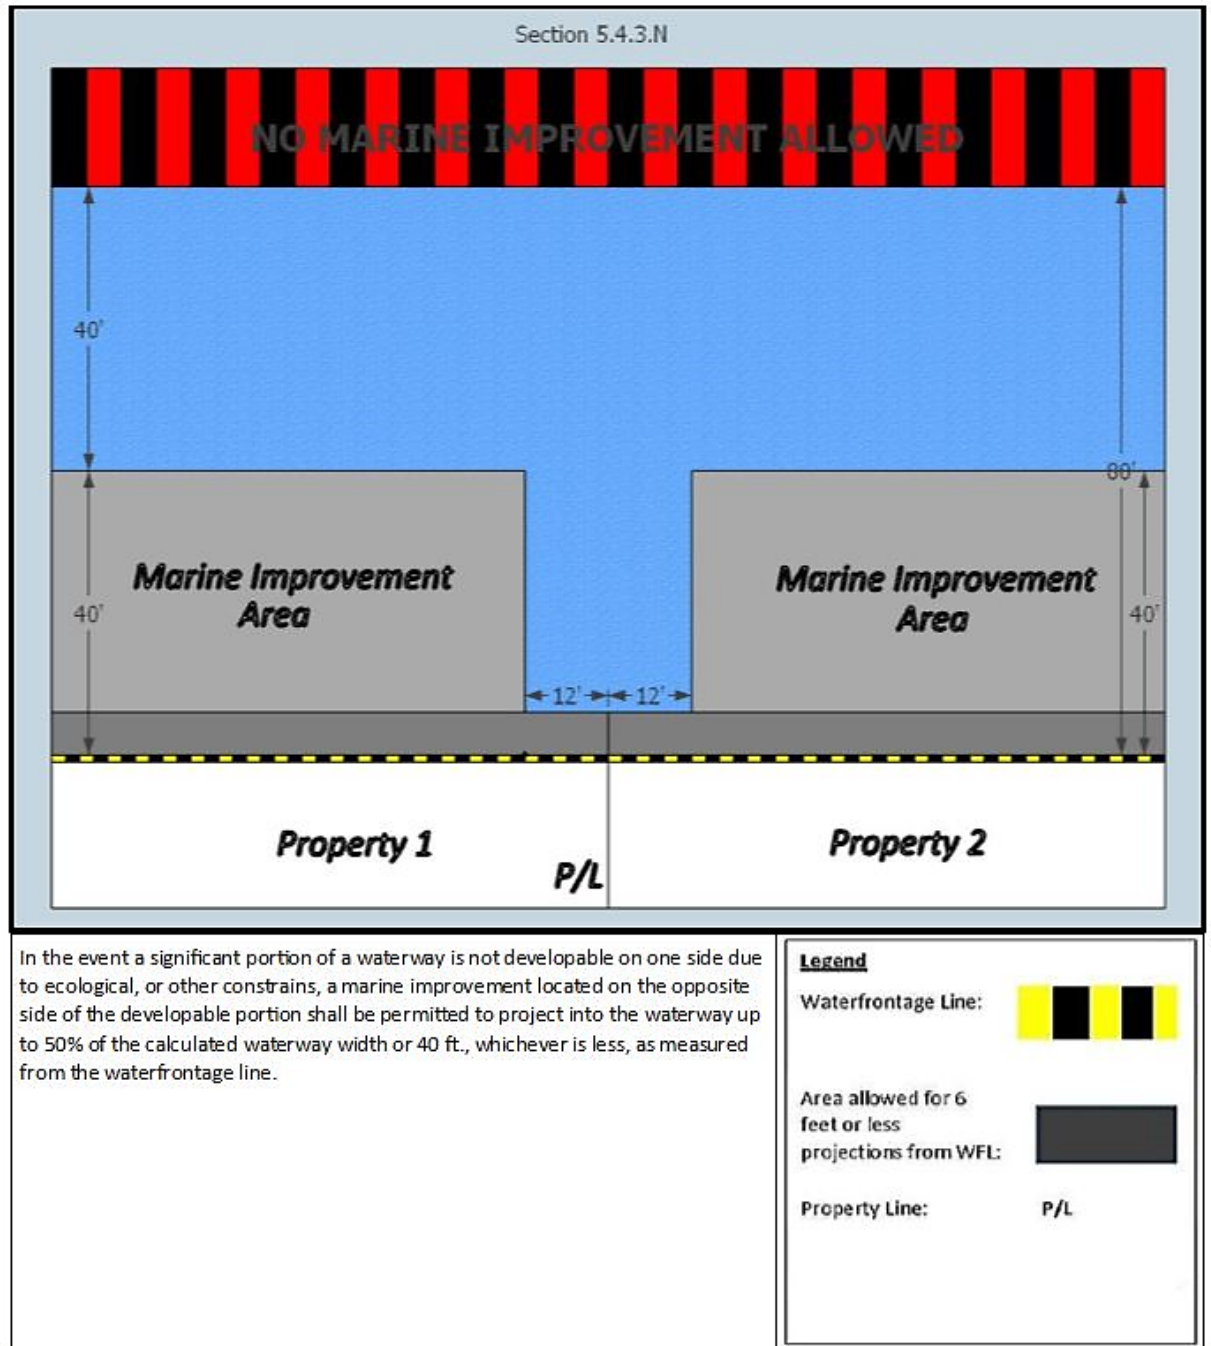 Section 5.4.3.N
NO MARINE IMPROVEMENT ALLOWED
40'
80'
Marine Improvement
Area
Marine Improvement
Area
40'
40'
12'
12'
Property 1
Property 2
P/L
In the event a significant portion of a waterway is not developable on one side due
to ecological, or other constrains, a marine improvement located on the opposite
side of the developable portion shall be permitted to project into the waterway up
to 50% of the calculated waterway width or 40 ft., whichever is less, as measured
from the waterfrontage line.
Legend
Waterfrontage Line:
Area allowed for 6
feet or less
projections from WFL:
Property Line:
P/L